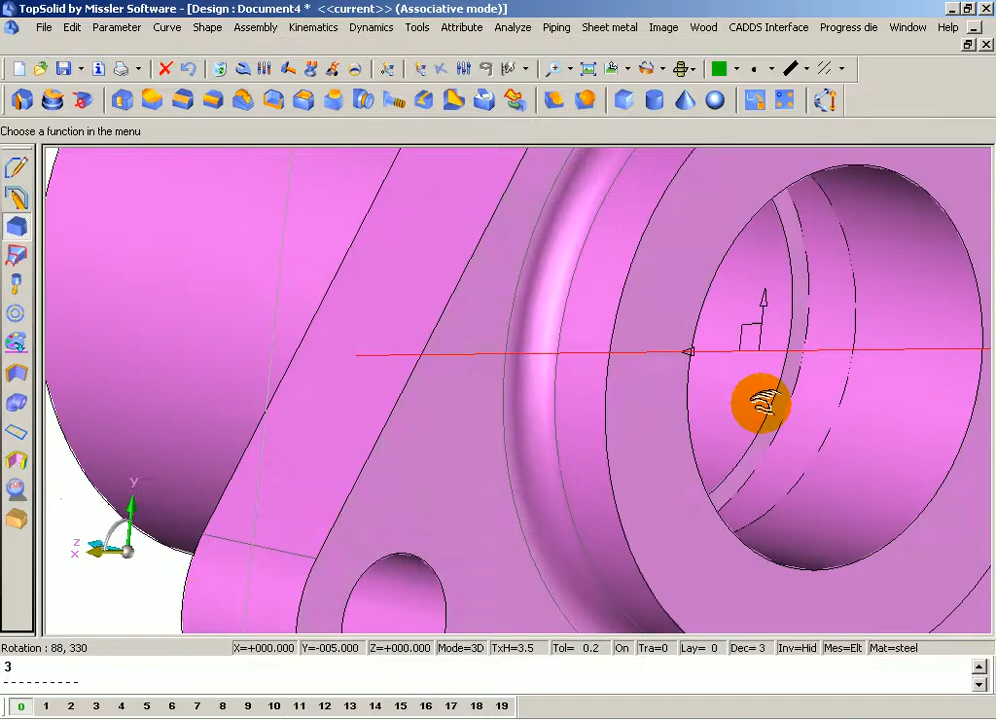 TopSolid by Missler Software - [Design : Document4 *  <<current>> (Associative mode)]
File Edit Parameter Curve Shape Assembly Kinematics Dynamics Tools Attribute Analyze Piping Sheet metal Image Wood CADDS Interface Progress die Window Help
Choose a function in the menu
y
z
x
Rotation : 88, 330 X=+000.000 Y=-005.000 Z=+000.000 Mode=3D TxH=3.5 Tol= 0.2 On Tra=0 Lay= 0 Dec= 3 Inv=Hid Mes=Elt Mat=steel
3
----------
0 1 2 3 4 5 6 7 8 9 10 11 12 13 14 15 16 17 18 19